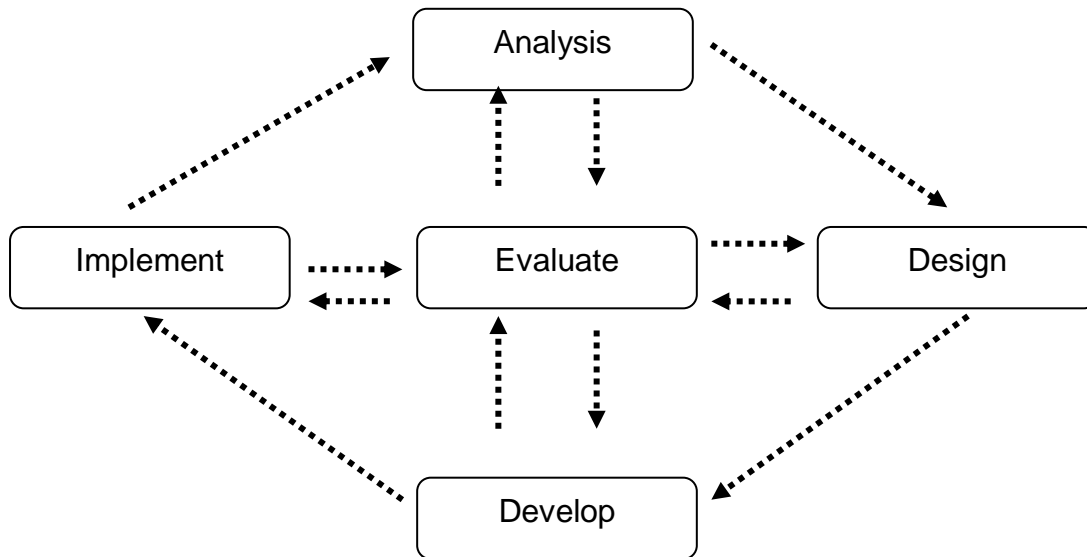 Analysis
Implement
Evaluate
Design
Develop